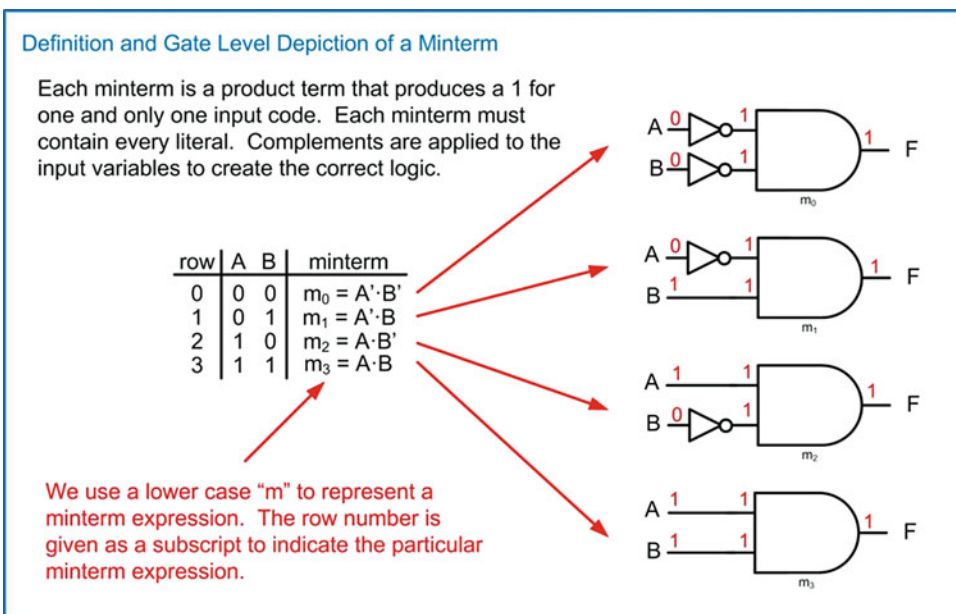 Definition and Gate Level Depiction of a Minterm
Each minterm is a product term that produces a 1 for
one and only one input code.  Each minterm must
contain every literal.  Complements are applied to the
input variables to create the correct logic.
row A B minterm
0 0 0 m₀ = A'·B'
1 0 1 m₁ = A'·B
2 1 0 m₂ = A·B'
3 1 1 m₃ = A·B
We use a lower case “m” to represent a
minterm expression.  The row number is
given as a subscript to indicate the particular
minterm expression.
A 0 1
B 0 1
1 F
m₀
A 0 1
B 1 1
1 F
m₁
A 1 1
B 0 1
1 F
m₂
A 1 1
B 1 1
1 F
m₃